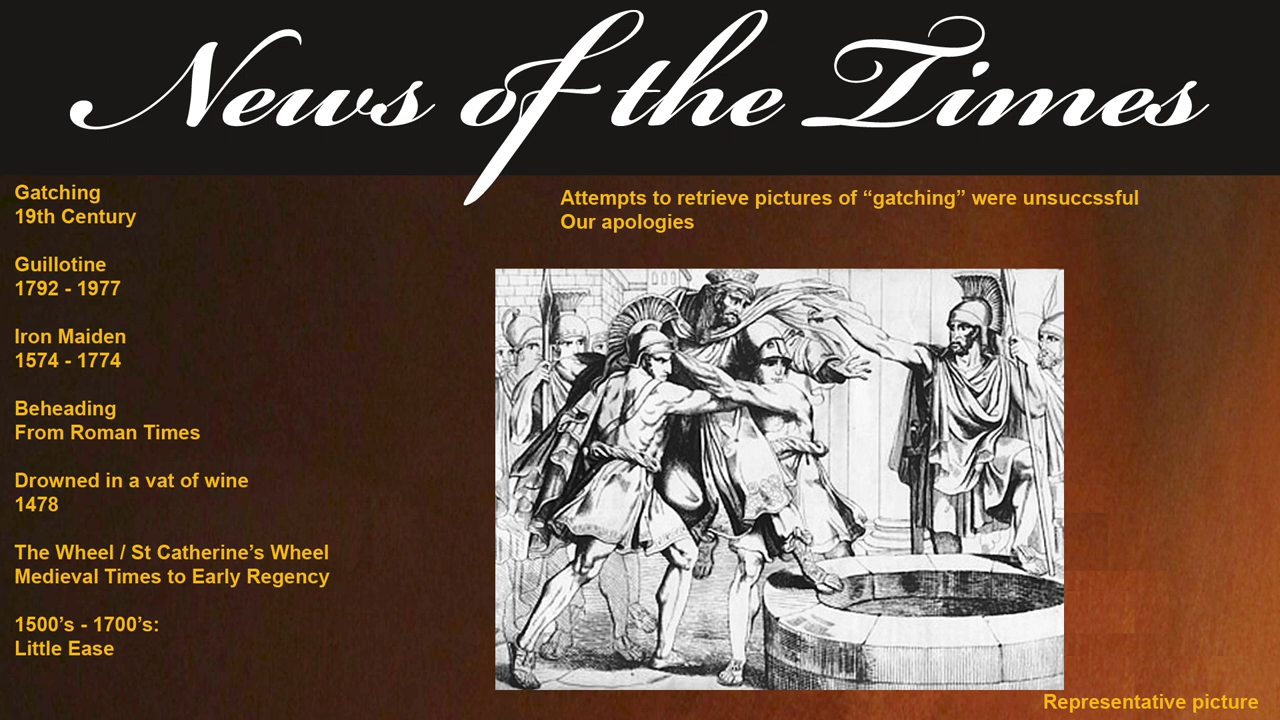 News of the Times
Gatching
19th Century
Guillotine
1792 - 1977
Iron Maiden
1574 - 1774
Beheading
From Roman Times
Drowned in a vat of wine
1478
The Wheel / St Catherine’s Wheel
Medieval Times to Early Regency
1500’s - 1700’s:
Little Ease
Attempts to retrieve pictures of “gatching” were unsuccssful
Our apologies
Representative picture